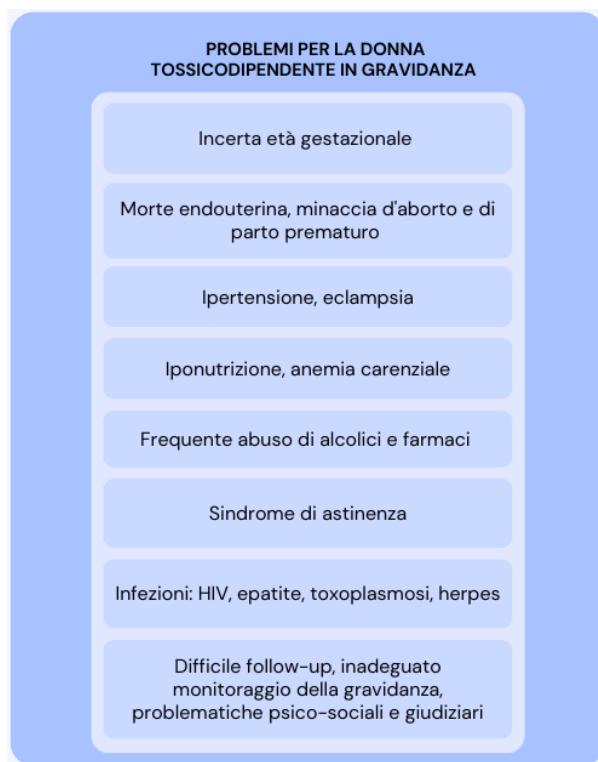 PROBLEMI PER LA DONNA
TOSSICODIPENDENTE IN GRAVIDANZA
Incerta età gestazionale
Morte endouterina, minaccia d'aborto e di
parto prematuro
Ipertensione, eclampsia
Iponutrizione, anemia carenziale
Frequente abuso di alcolici e farmaci
Sindrome di astinenza
Infezioni: HIV, epatite, toxoplasmosi, herpes
Difficile follow-up, inadeguato
monitoraggio della gravidanza,
problematiche psico-sociali e giudiziari